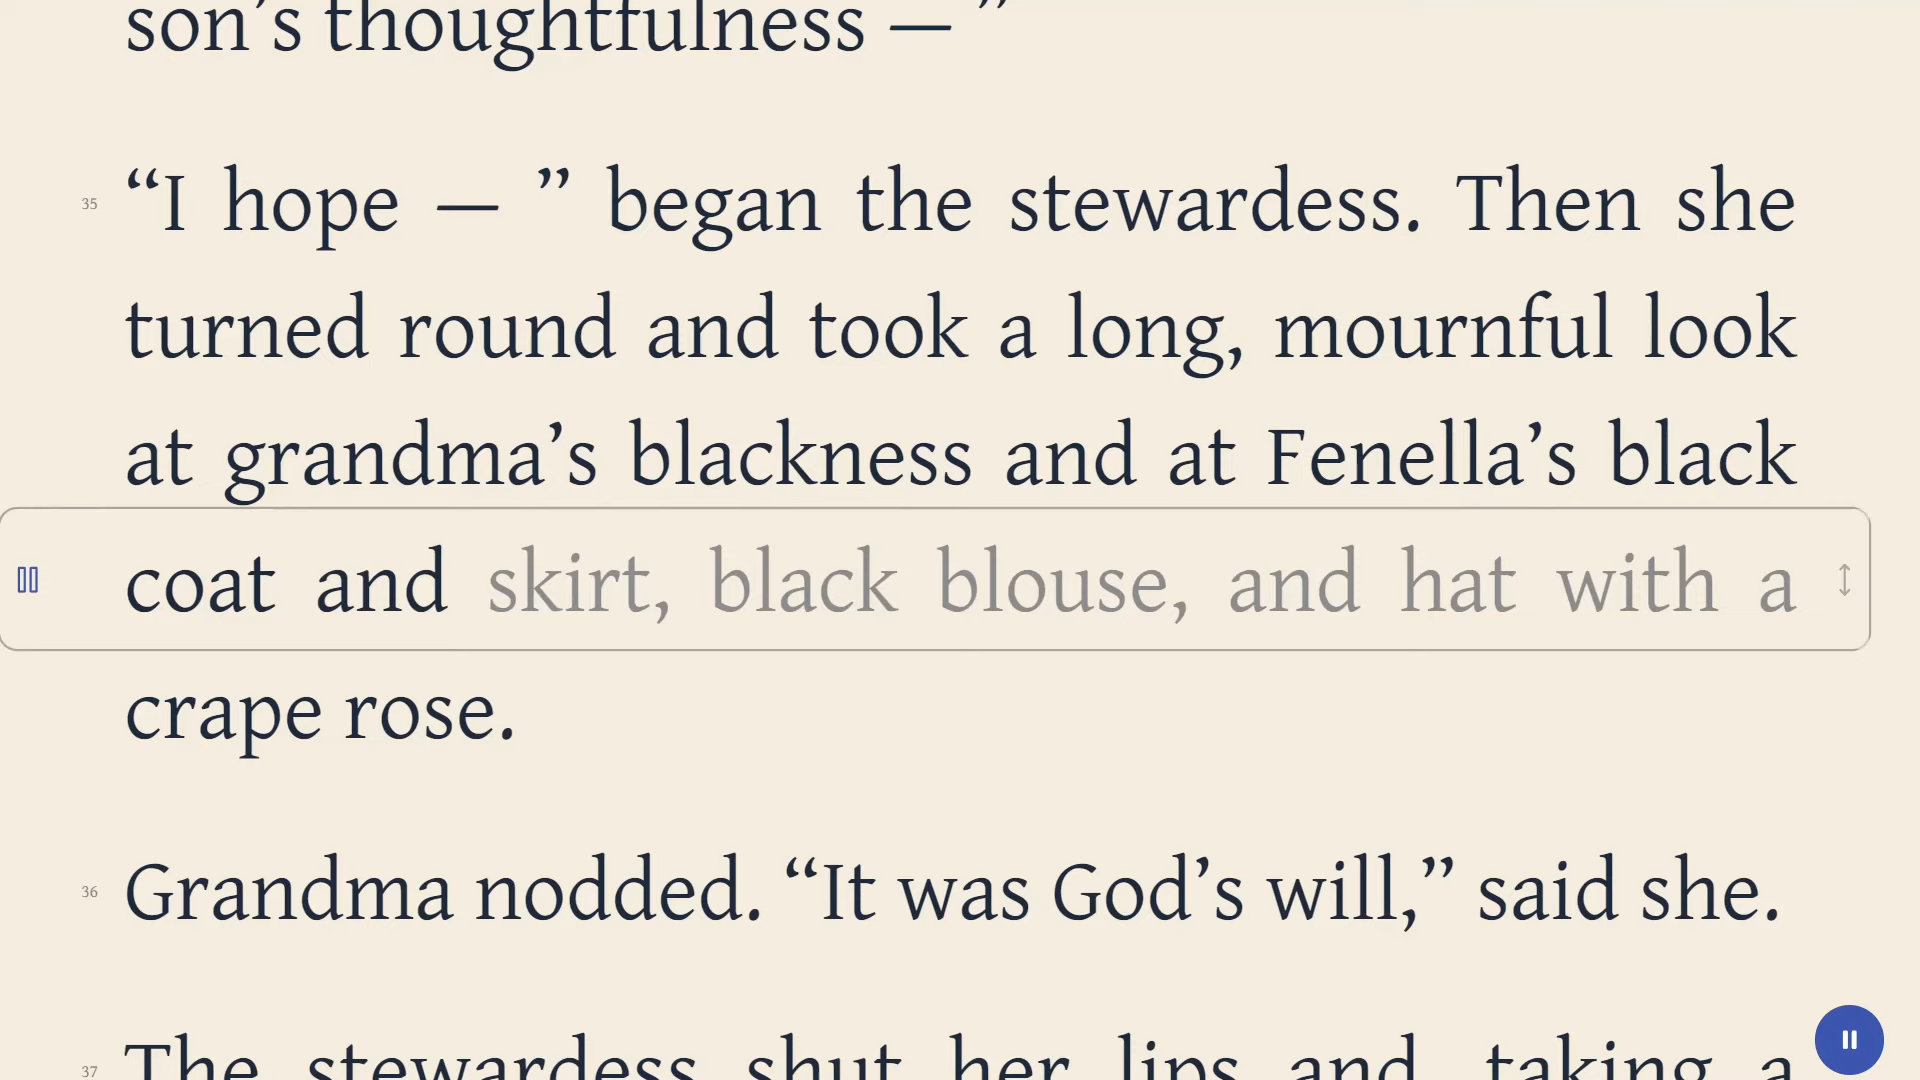 son’s thoughtfulness — ”
35 “I hope — ” began the stewardess. Then she
turned round and took a long, mournful look
at grandma’s blackness and at Fenella’s black
coat and skirt, black blouse, and hat with a
crape rose.
36 Grandma nodded. “It was God’s will,” said she.
37 The stewardess shut her lips and, taking a